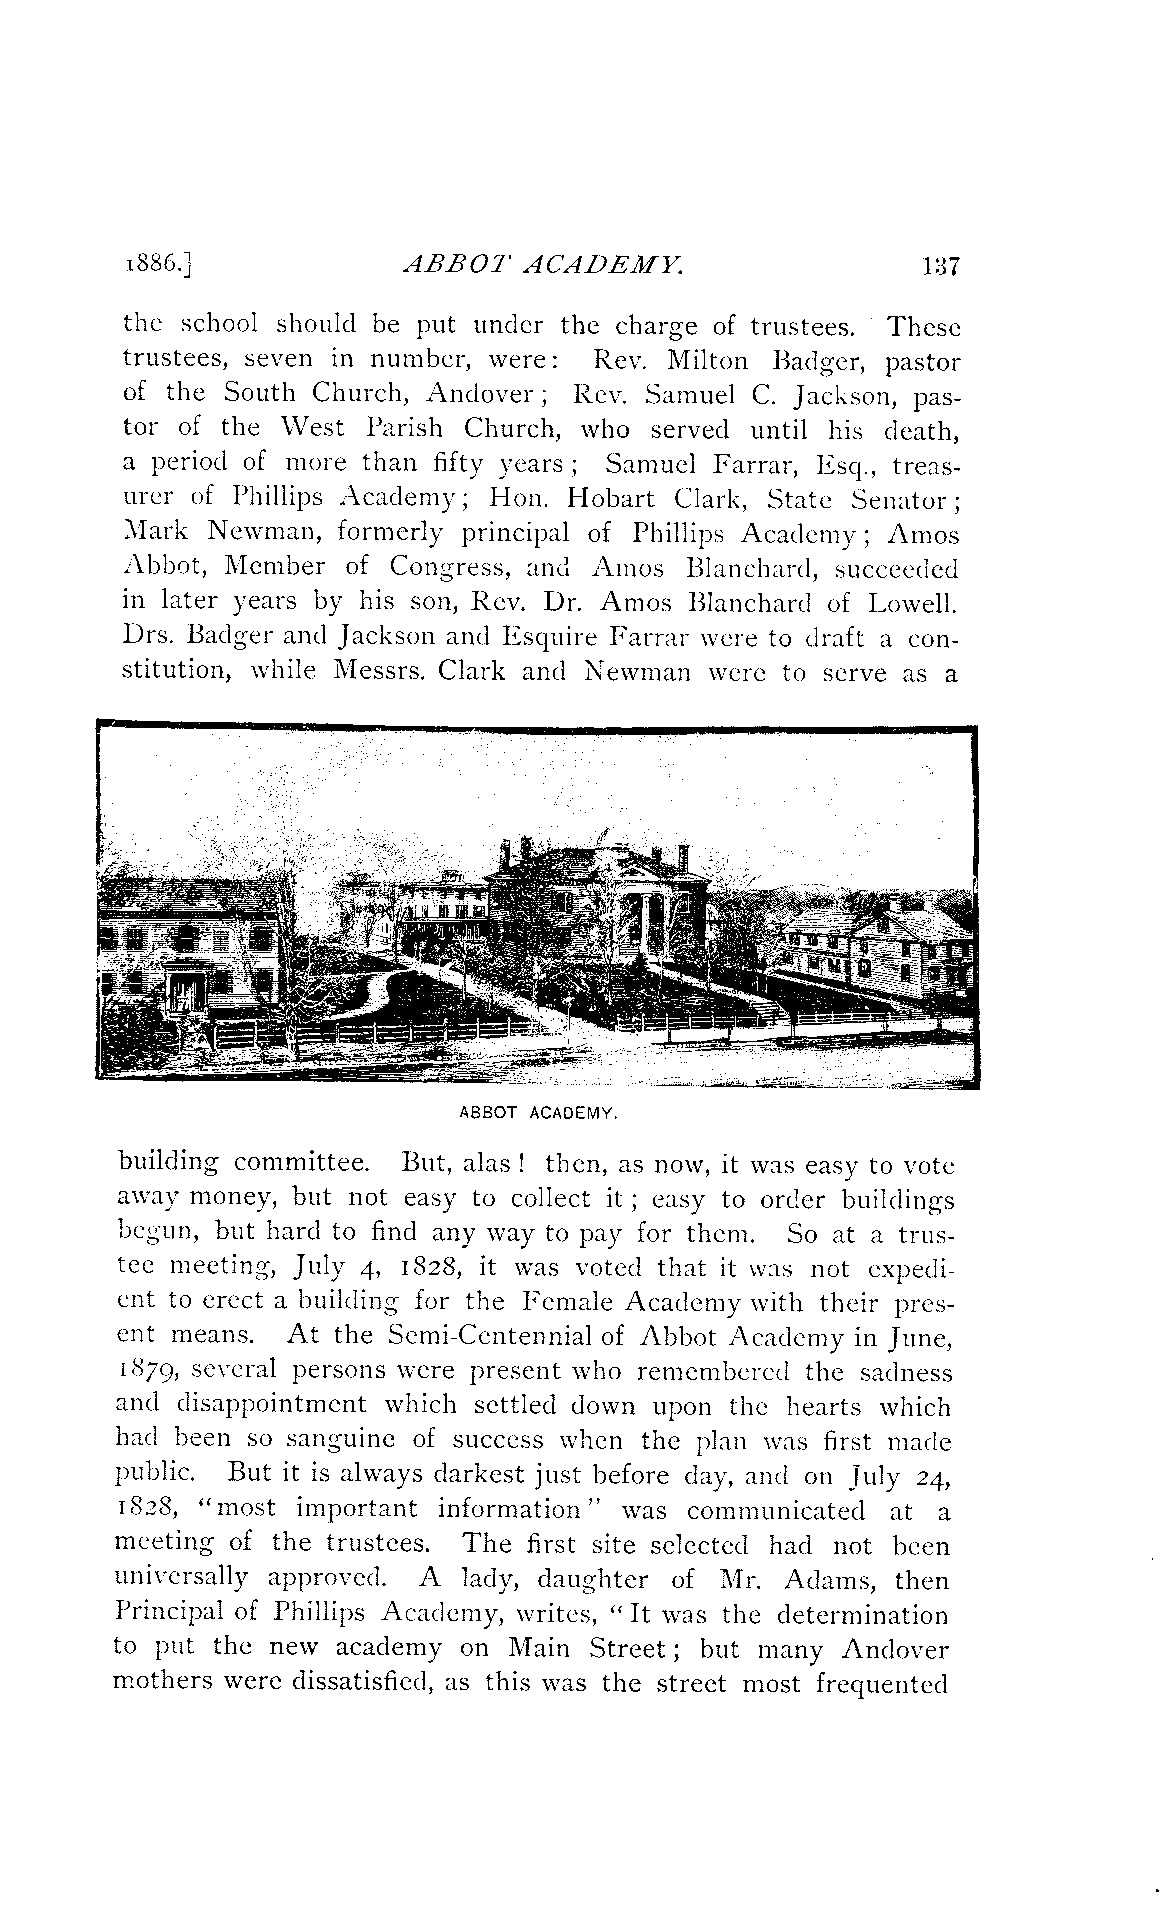 1886.] ABBOT ACADEMY. 137
the school should be put under the charge of trustees. These
trustees, seven in number, were: Rev. Milton Badger, pastor
of the South Church, Andover; Rev. Samuel C. Jackson, pas-
tor of the West Parish Church, who served until his death,
a period of more than fifty years; Samuel Farrar, Esq., treas-
urer of Phillips Academy; Hon. Hobart Clark, State Senator;
Mark Newman, formerly principal of Phillips Academy; Amos
Abbot, Member of Congress, and Amos Blanchard, succeeded
in later years by his son, Rev. Dr. Amos Blanchard of Lowell.
Drs. Badger and Jackson and Esquire Farrar were to draft a con-
stitution, while Messrs. Clark and Newman were to serve as a
ABBOT ACADEMY.
building committee. But, alas! then, as now, it was easy to vote
away money, but not easy to collect it; easy to order buildings
begun, but hard to find any way to pay for them. So at a trus-
tee meeting, July 4, 1828, it was voted that it was not expedi-
ent to erect a building for the Female Academy with their pres-
ent means. At the Semi-Centennial of Abbot Academy in June,
1879, several persons were present who remembered the sadness
and disappointment which settled down upon the hearts which
had been so sanguine of success when the plan was first made
public. But it is always darkest just before day, and on July 24,
1828, "most important information" was communicated at a
meeting of the trustees. The first site selected had not been
universally approved. A lady, daughter of Mr. Adams, then
Principal of Phillips Academy, writes, "It was the determination
to put the new academy on Main Street; but many Andover
mothers were dissatisfied, as this was the street most frequented